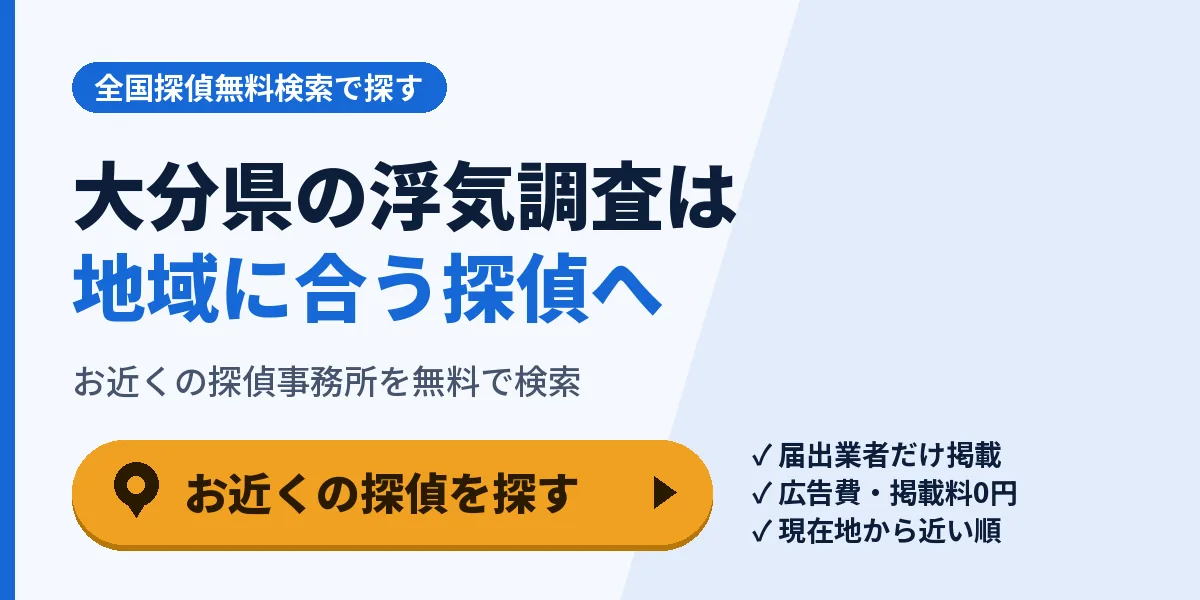 全国探偵無料検索で探す
大分県の浮気調査は
地域に合う探偵へ
お近くの探偵事務所を無料で検索
お近くの探偵を探す
✓届出業者だけ掲載
✓広告費・掲載料0円
✓現在地から近い順